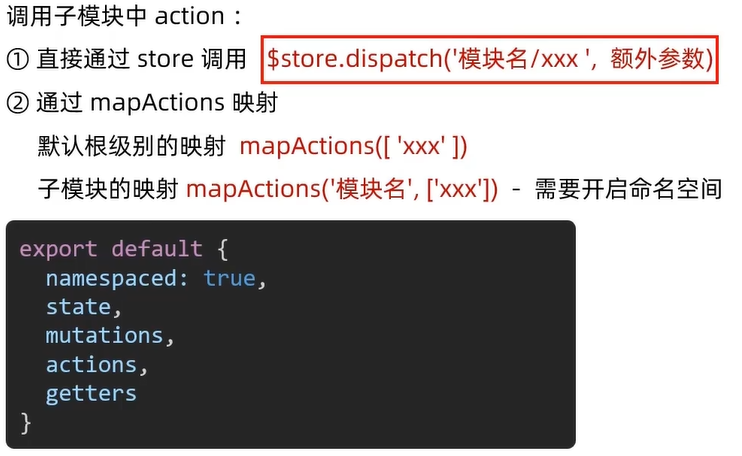 调用子模块中 action：
① 直接通过 store 调用 $store.dispatch('模块名/xxx ', 额外参数)
② 通过 mapActions 映射
默认根级别的映射 mapActions([ 'xxx' ])
子模块的映射 mapActions('模块名', ['xxx']) - 需要开启命名空间
export default {
  namespaced: true,
  state,
  mutations,
  actions,
  getters
}